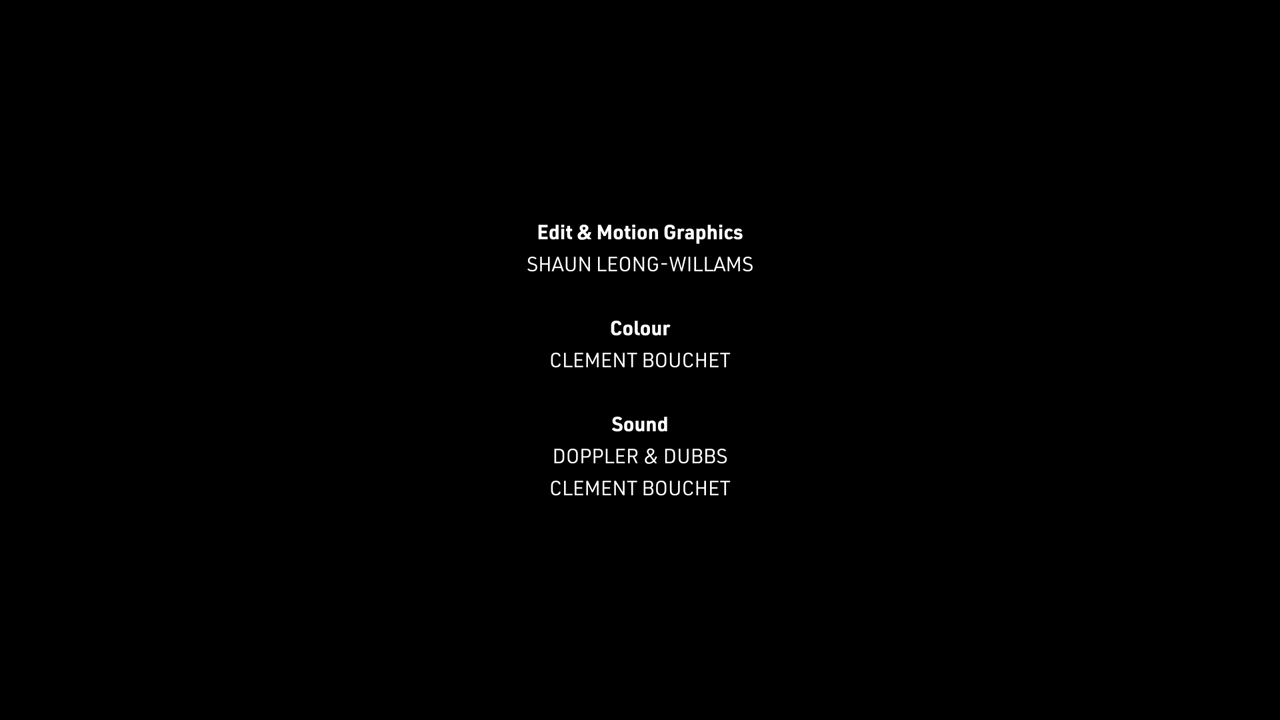 Edit & Motion Graphics
SHAUN LEONG-WILLAMS
Colour
CLEMENT BOUCHET
Sound
DOPPLER & DUBBS
CLEMENT BOUCHET